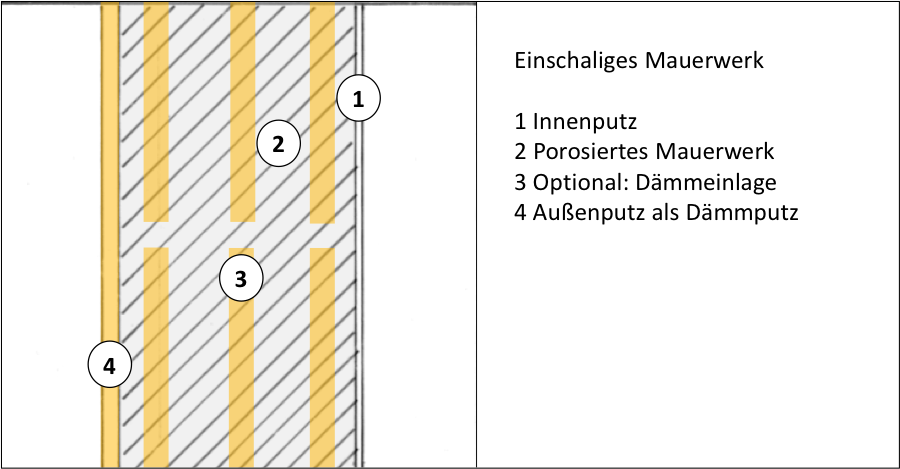 Einschaliges Mauerwerk
1 Innenputz
2 Porosiertes Mauerwerk
3 Optional: Dämmeinlage
4 Außenputz als Dämmputz
1
2
3
4